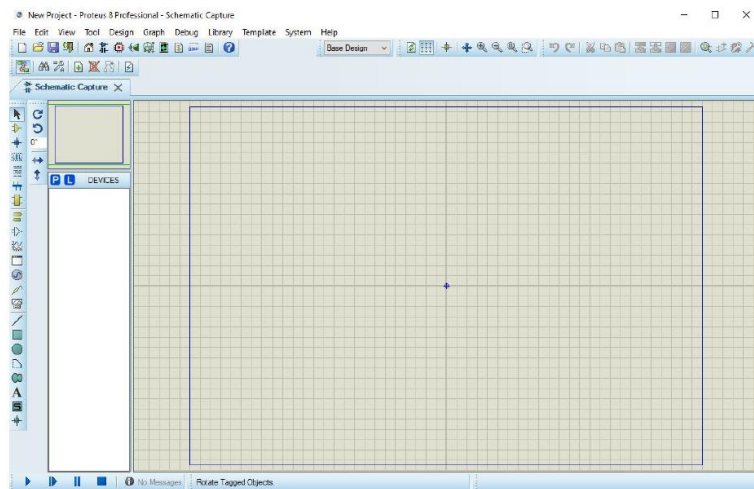 New Project - Proteus 8 Professional - Schematic Capture
File Edit View Tool Design Graph Debug Library Template System Help
Base Design
Schematic Capture
0°
P L DEVICES
A
S
No Messages
Rotate Tagged Objects